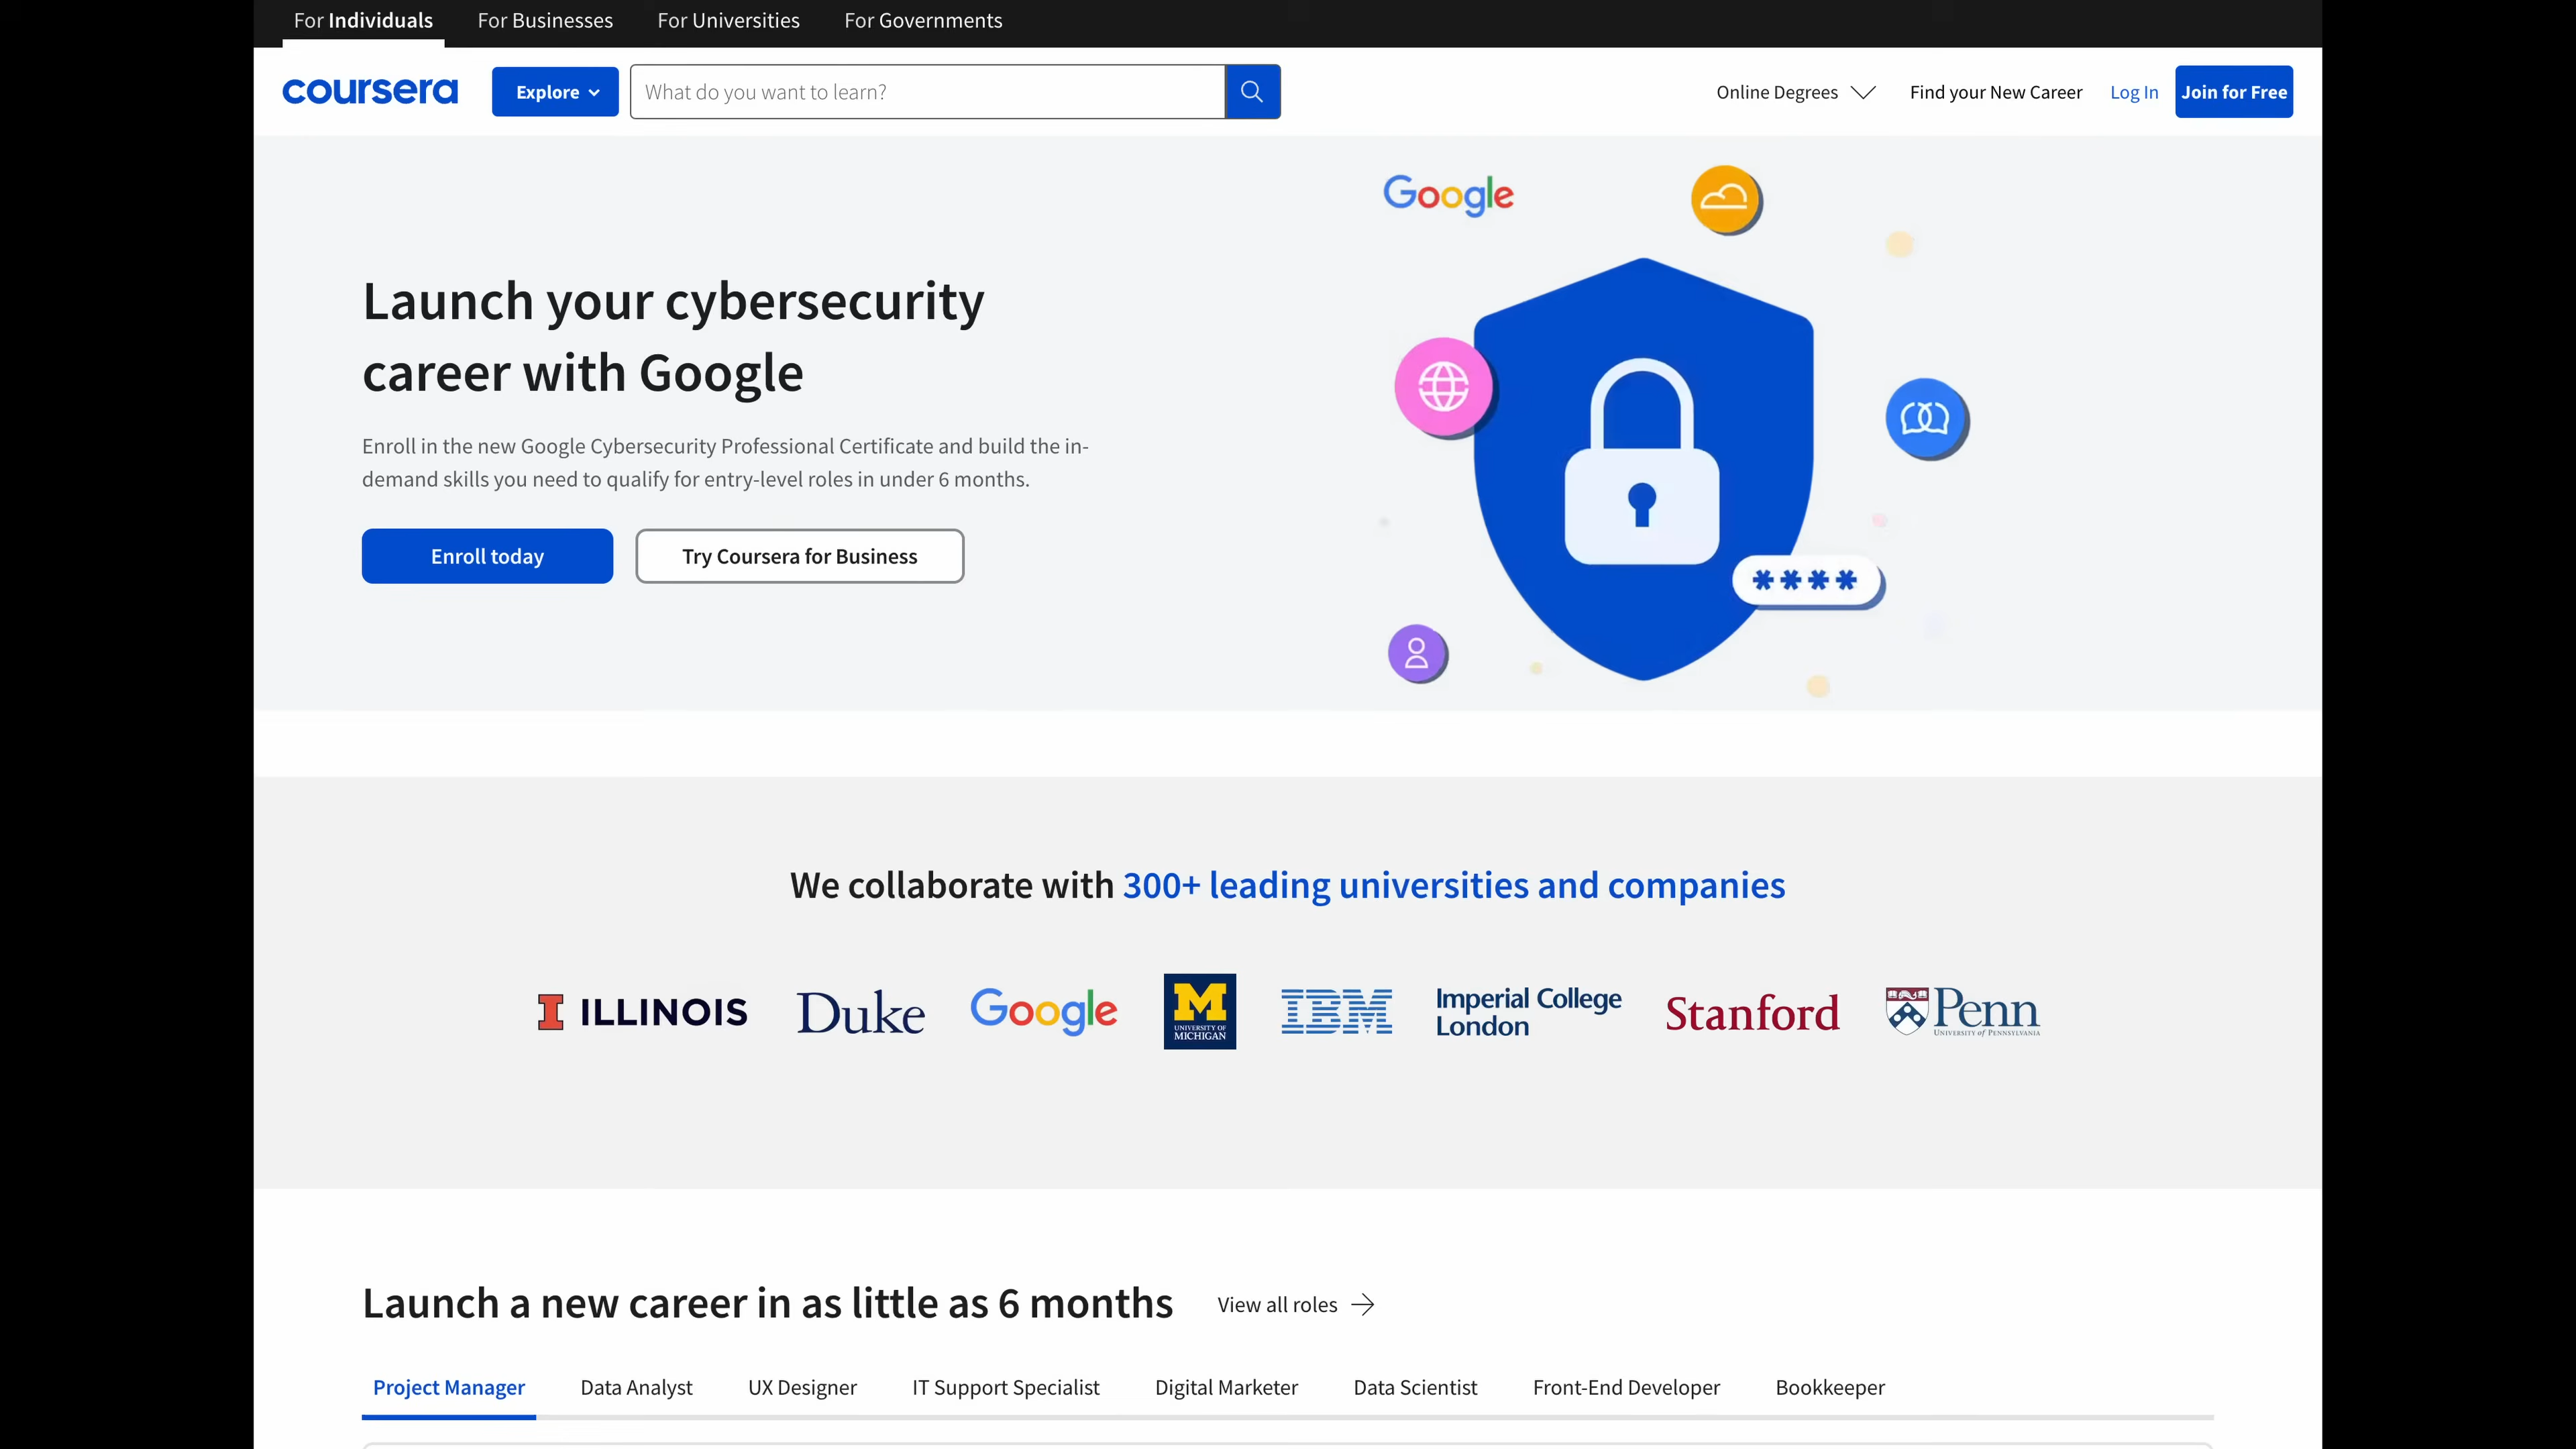 For Individuals For Businesses For Universities For Governments
coursera Explore What do you want to learn? Online Degrees Find your New Career Log In Join for Free
Google
Launch your cybersecurity
career with Google
Enroll in the new Google Cybersecurity Professional Certificate and build the in-
demand skills you need to qualify for entry-level roles in under 6 months.
Enroll today Try Coursera for Business
****
We collaborate with 300+ leading universities and companies
I ILLINOIS Duke Google M UNIVERSITY OF MICHIGAN IBM Imperial College London Stanford Penn UNIVERSITY of PENNSYLVANIA
Launch a new career in as little as 6 months View all roles
Project Manager Data Analyst UX Designer IT Support Specialist Digital Marketer Data Scientist Front-End Developer Bookkeeper